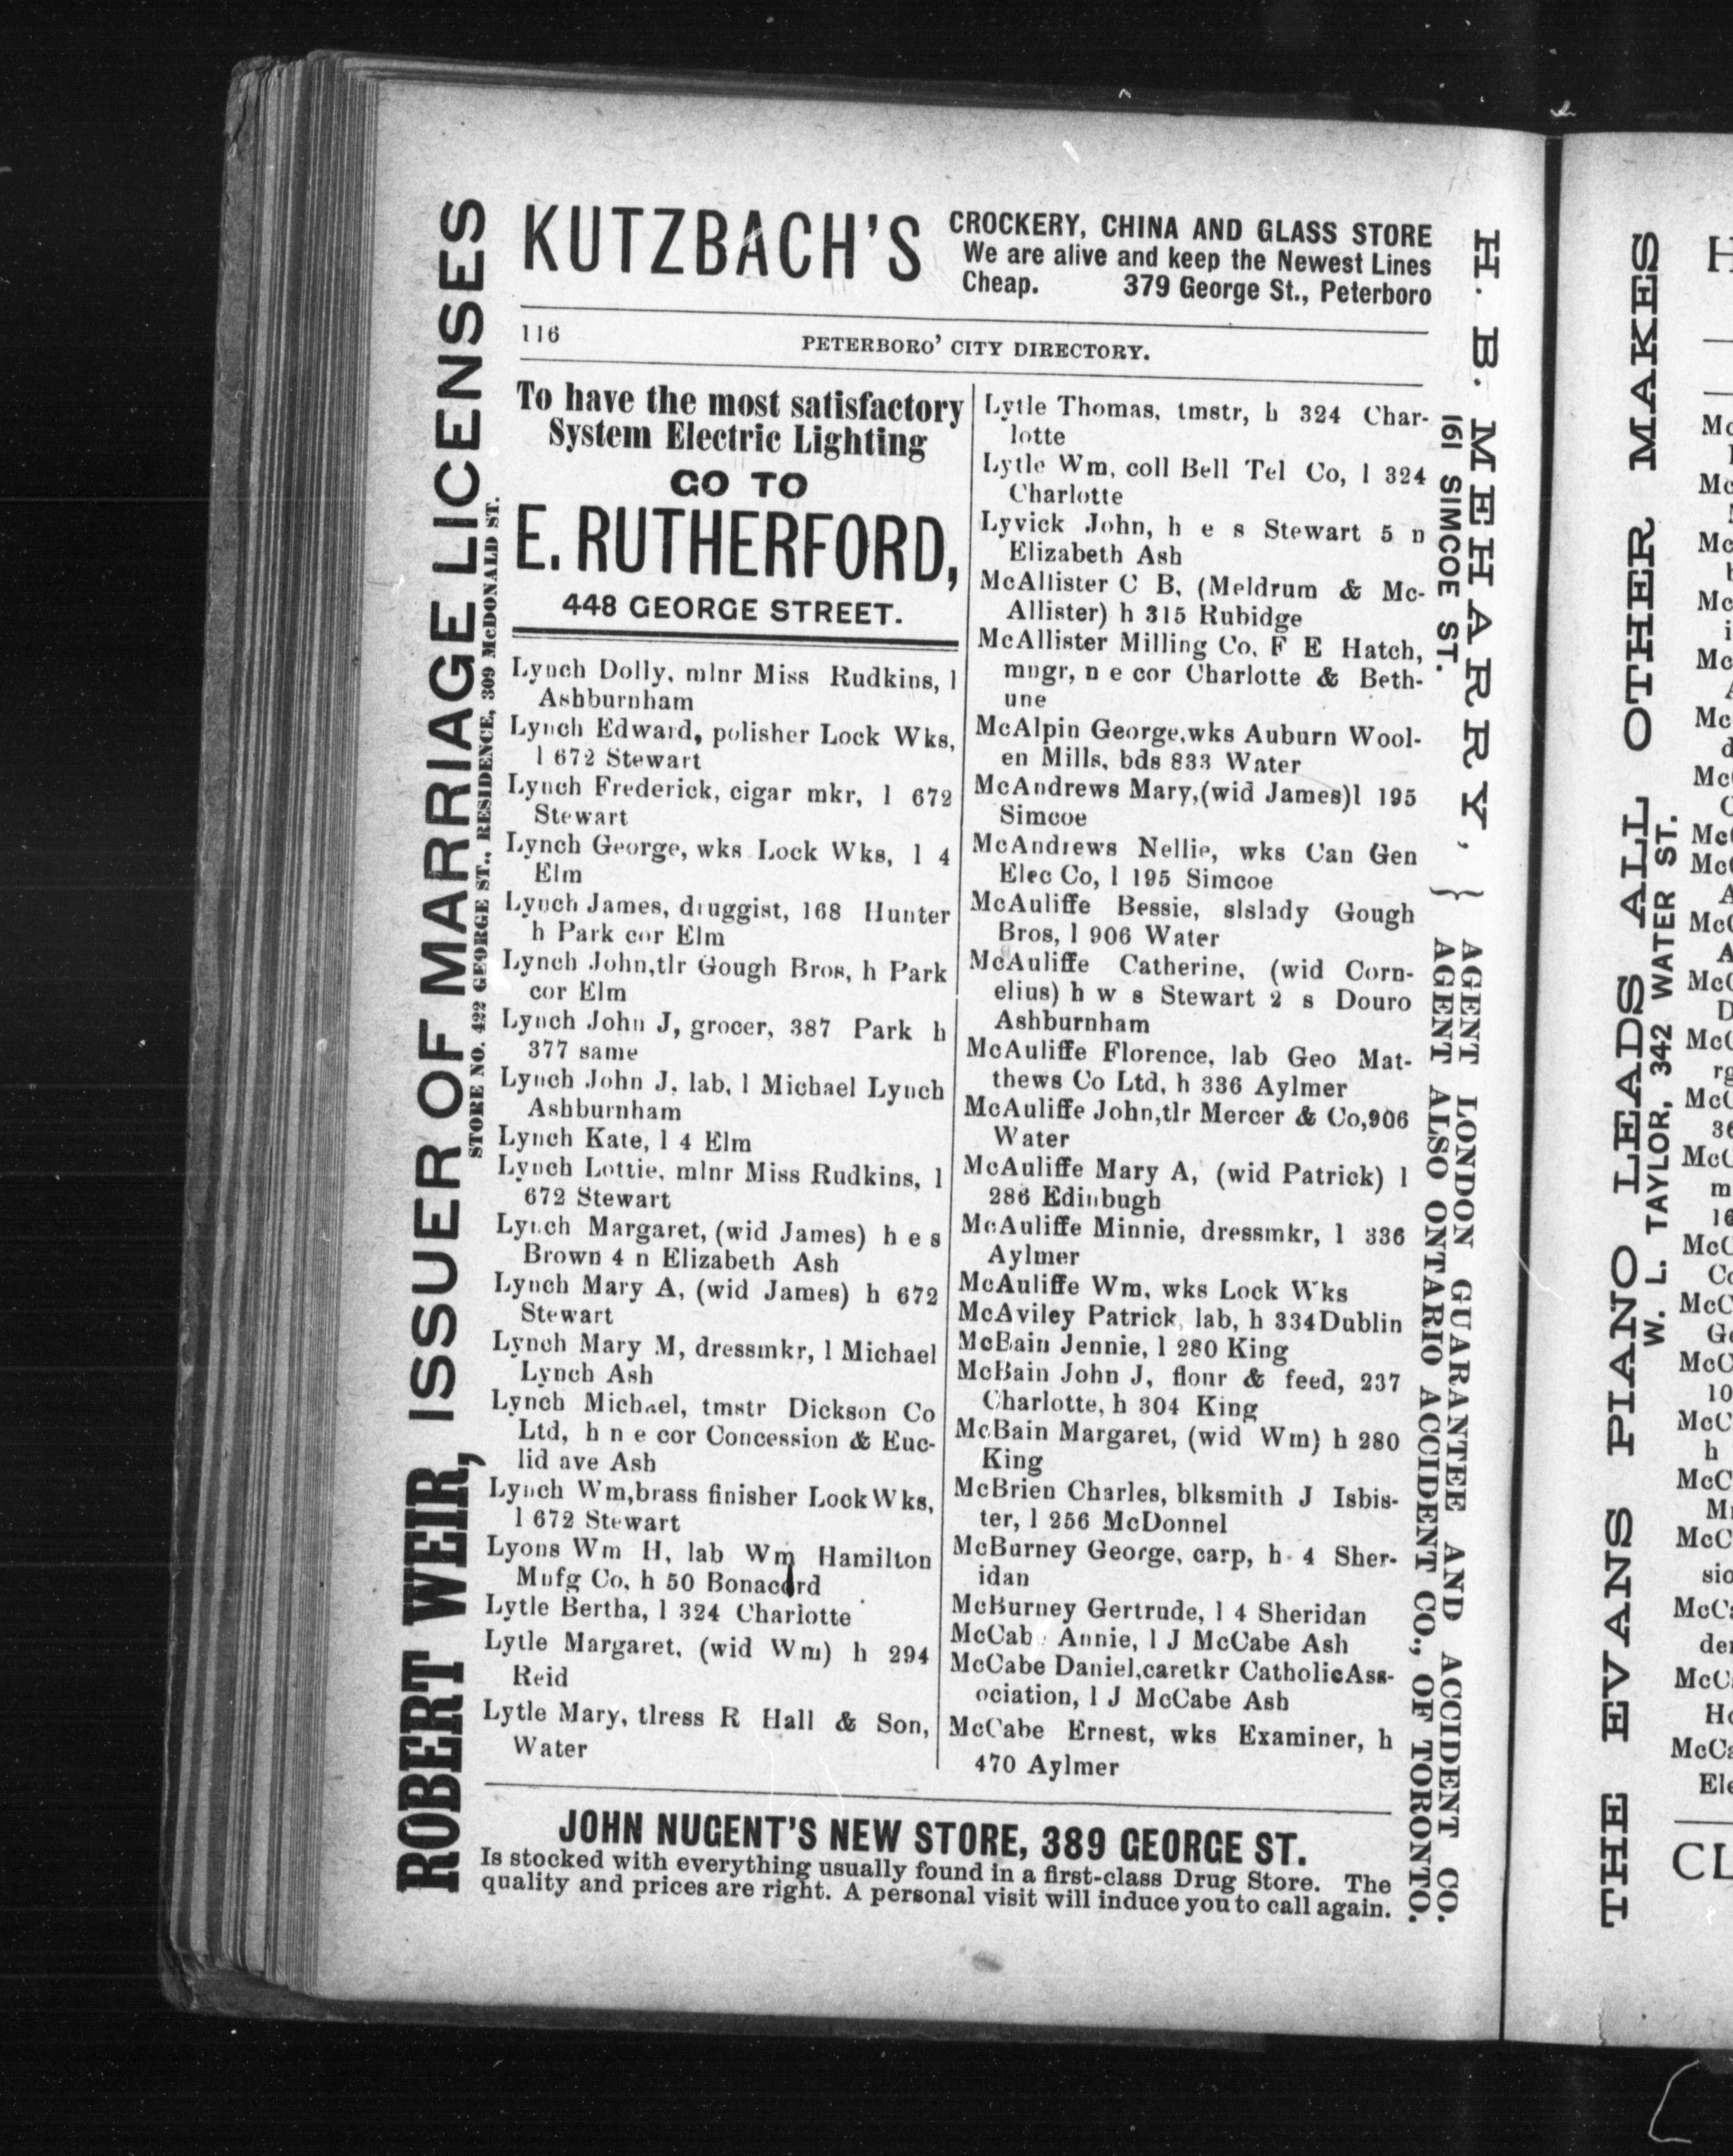 KUTZBACH'S
CROCKERY, CHINA AND GLASS STORE
We are alive and keep the Newest Lines
Cheap. 379 George St., Peterboro
116
PETERBORO' CITY DIRECTORY.
ROBERT WEIR, ISSUER OF MARRIAGE LICENSES
STORE NO. 422 GEORGE ST., RESIDENCE, 309 McDONALD ST.
To have the most satisfactory
System Electric Lighting
GO TO
E. RUTHERFORD,
448 GEORGE STREET.
Lynch Dolly, mlnr Miss Rudkins, l
Ashburnham
Lynch Edward, polisher Lock Wks,
l 672 Stewart
Lynch Frederick, cigar mkr, l 672
Stewart
Lynch George, wks Lock Wks, l 4
Elm
Lynch James, druggist, 168 Hunter
h Park cor Elm
Lynch John,tlr Gough Bros, h Park
cor Elm
Lynch John J, grocer, 387 Park h
377 same
Lynch John J, lab, l Michael Lynch
Ashburnham
Lynch Kate, l 4 Elm
Lynch Lottie, mlnr Miss Rudkins, l
672 Stewart
Lynch Margaret, (wid James) h e s
Brown 4 n Elizabeth Ash
Lynch Mary A, (wid James) h 672
Stewart
Lynch Mary M, dressmkr, l Michael
Lynch Ash
Lynch Michael, tmstr Dickson Co
Ltd, h n e cor Concession & Euc-
lid ave Ash
Lynch Wm,brass finisher Lock Wks,
l 672 Stewart
Lyons Wm H, lab Wm Hamilton
Mnfg Co, h 50 Bonacord
Lytle Bertha, l 324 Charlotte
Lytle Margaret, (wid Wm) h 294
Reid
Lytle Mary, tlress R Hall & Son,
Water
Lytle Thomas, tmstr, h 324 Char-
lotte
Lytle Wm, coll Bell Tel Co, l 324
Charlotte
Lyvick John, h e s Stewart 5 n
Elizabeth Ash
McAllister C B, (Meldrum & Mc-
Allister) h 315 Rubidge
McAllister Milling Co, F E Hatch,
mngr, n e cor Charlotte & Beth-
une
McAlpin George,wks Auburn Wool-
en Mills, bds 833 Water
McAndrews Mary,(wid James)l 195
Simcoe
McAndrews Nellie, wks Can Gen
Elec Co, l 195 Simcoe
McAuliffe Bessie, slslady Gough
Bros, l 906 Water
McAuliffe Catherine, (wid Corn-
elius) h w s Stewart 2 s Douro
Ashburnham
McAuliffe Florence, lab Geo Mat-
thews Co Ltd, h 336 Aylmer
McAuliffe John,tlr Mercer & Co,906
Water
McAuliffe Mary A, (wid Patrick) l
286 Edinbugh
McAuliffe Minnie, dressmkr, l 336
Aylmer
McAuliffe Wm, wks Lock Wks
McAviley Patrick, lab, h 334 Dublin
McBain Jennie, l 280 King
McBain John J, flour & feed, 237
Charlotte, h 304 King
McBain Margaret, (wid Wm) h 280
King
McBrien Charles, blksmith J Isbis-
ter, l 256 McDonnel
McBurney George, carp, h 4 Sher-
idan
McBurney Gertrude, l 4 Sheridan
McCab Annie, l J McCabe Ash
McCabe Daniel,caretkr Catholic Ass-
ociation, l J McCabe Ash
McCabe Ernest, wks Examiner, h
470 Aylmer
H. B. MEHARRY, } AGENT LONDON GUARANTEE AND ACCIDENT CO.
161 SIMCOE ST. AGENT ALSO ONTARIO ACCIDENT CO., OF TORONTO.
JOHN NUGENT'S NEW STORE, 389 GEORGE ST.
Is stocked with everything usually found in a first-class Drug Store. The
quality and prices are right. A personal visit will induce you to call again.
THE EVANS PIANO LEADS ALL OTHER MAKES
W. L. TAYLOR, 342 WATER ST.